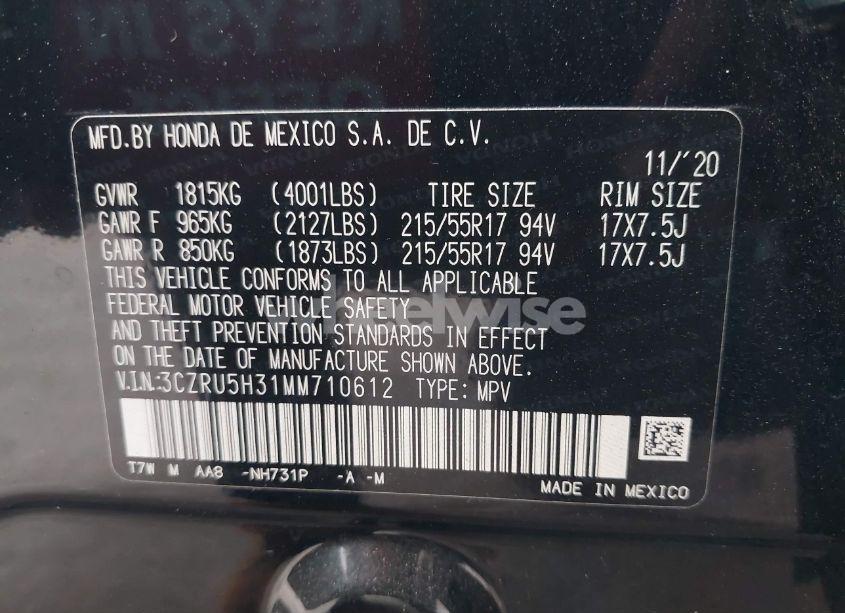 MFD.BY HONDA DE MEXICO S.A. DE C.V.
11/'20
GVWR 1815KG (4001LBS) TIRE SIZE RIM SIZE
GAWR F 965KG (2127LBS) 215/55R17 94V 17X7.5J
GAWR R 850KG (1873LBS) 215/55R17 94V 17X7.5J
THIS VEHICLE CONFORMS TO ALL APPLICABLE
FEDERAL MOTOR VEHICLE SAFETY
AND THEFT PREVENTION STANDARDS IN EFFECT
ON THE DATE OF MANUFACTURE SHOWN ABOVE.
V.I.N.:3CZRU5H31MM710612 TYPE: MPV
T7W M AA8 -NH731P -A -M
MADE IN MEXICO
wheelwise